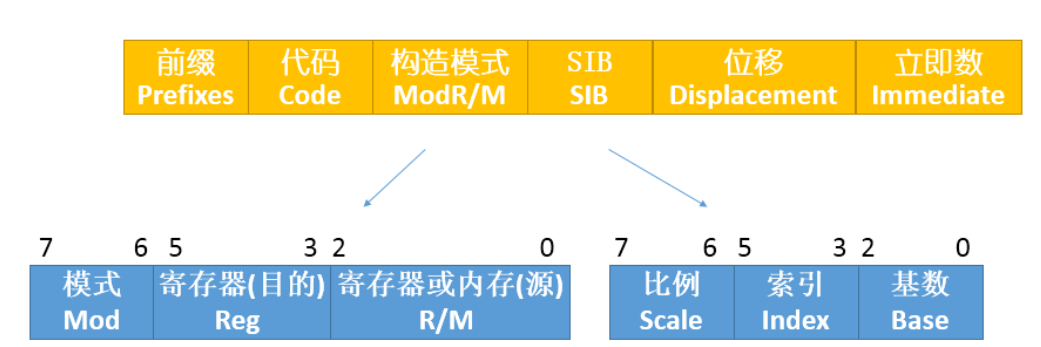 前缀 代码 构造模式 SIB 位移 立即数
Prefixes Code ModR/M SIB Displacement Immediate
7 6 5 3 2 0 7 6 5 3 2 0
模式 寄存器(目的) 寄存器或内存(源) 比例 索引 基数
Mod Reg R/M Scale Index Base